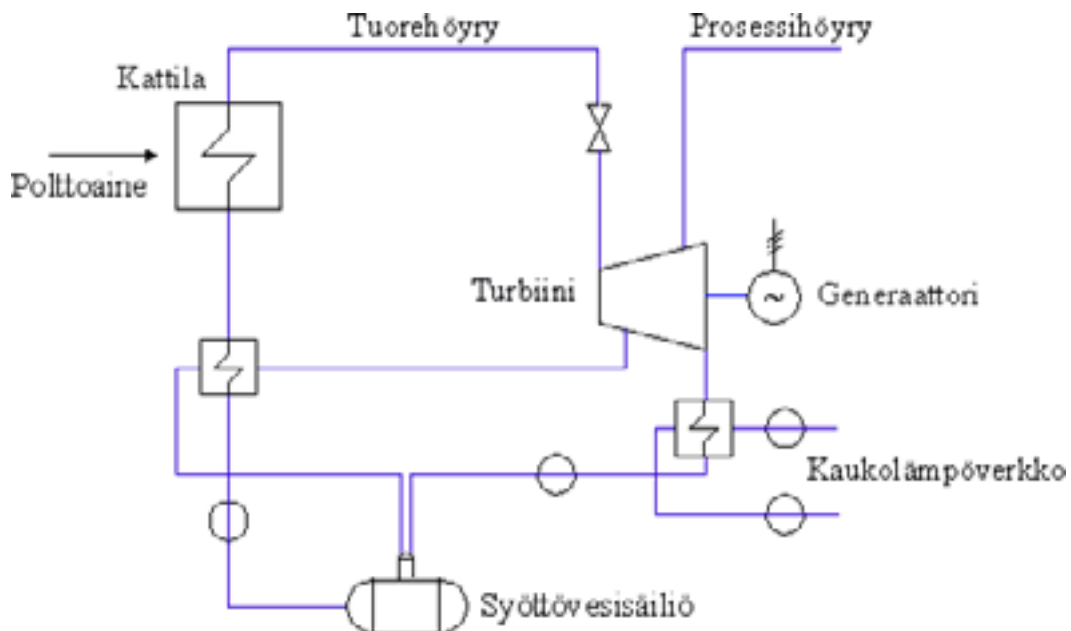 Tuorehöyry
Prosessihöyry
Kattila
Polttoaine
Turbiini
~
Generaattori
Kaukolämpöverkko
Syöttövesisäiliö